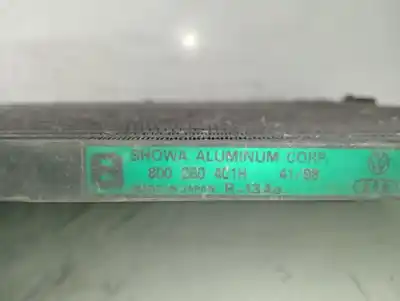 SHOWA ALUMINUM CORP.
8D0 260 401H 41/98
MADE IN JAPAN R-134a